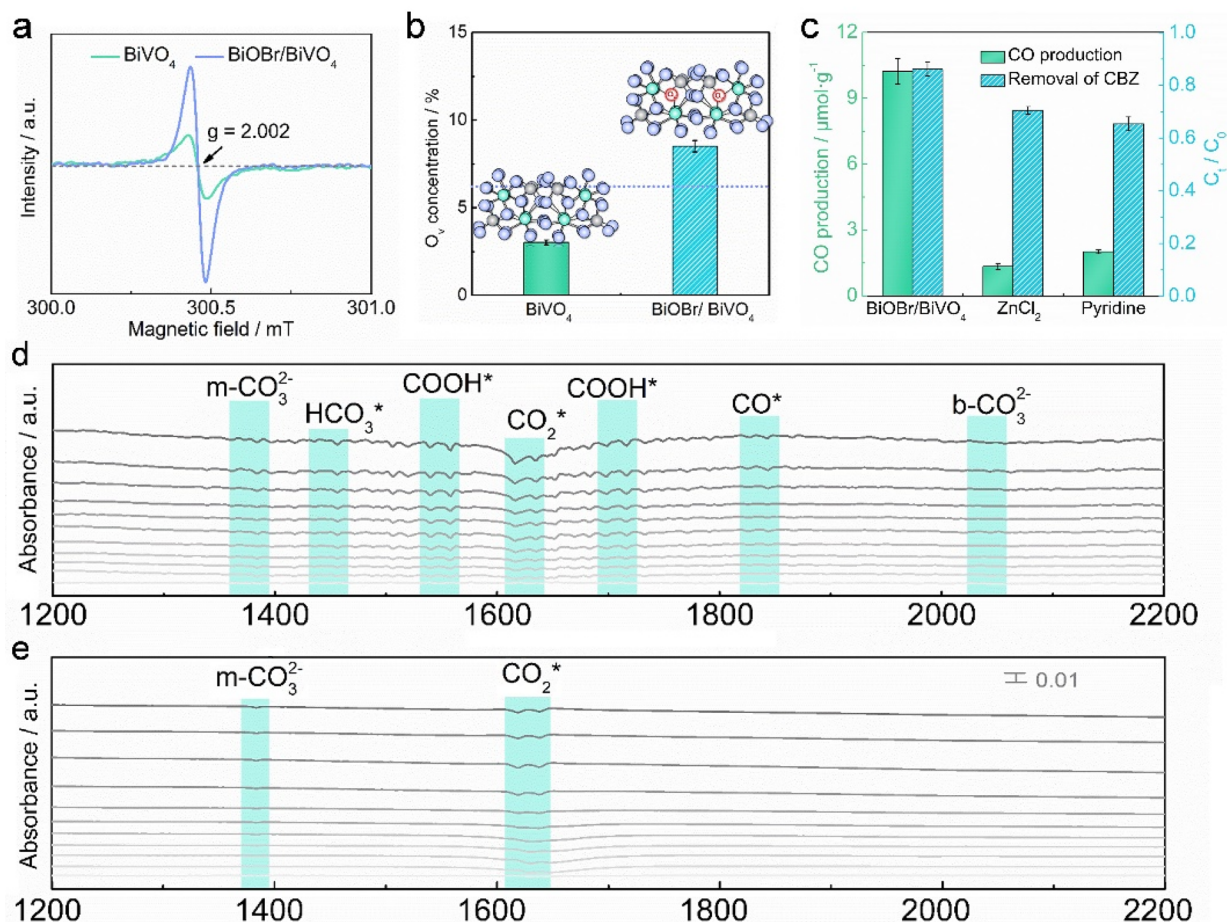 a
BiVO₄
BiOBr/BiVO₄
g = 2.002
Intensity / a.u.
300.0
300.5
301.0
Magnetic field / mT
b
15
10
5
0
Oᵥ concentration / %
BiVO₄
BiOBr/ BiVO₄
c
12
9
6
3
0
CO production / μmol·g⁻¹
CO production
Removal of CBZ
1.0
0.8
0.6
0.4
0.2
0.0
Cₜ / C₀
BiOBr/BiVO₄
ZnCl₂
Pyridine
d
m-CO₃²⁻
HCO₃*
COOH*
CO₂*
COOH*
CO*
b-CO₃²⁻
Absorbance / a.u.
1200
1400
1600
1800
2000
2200
e
m-CO₃²⁻
CO₂*
0.01
Absorbance / a.u.
1200
1400
1600
1800
2000
2200